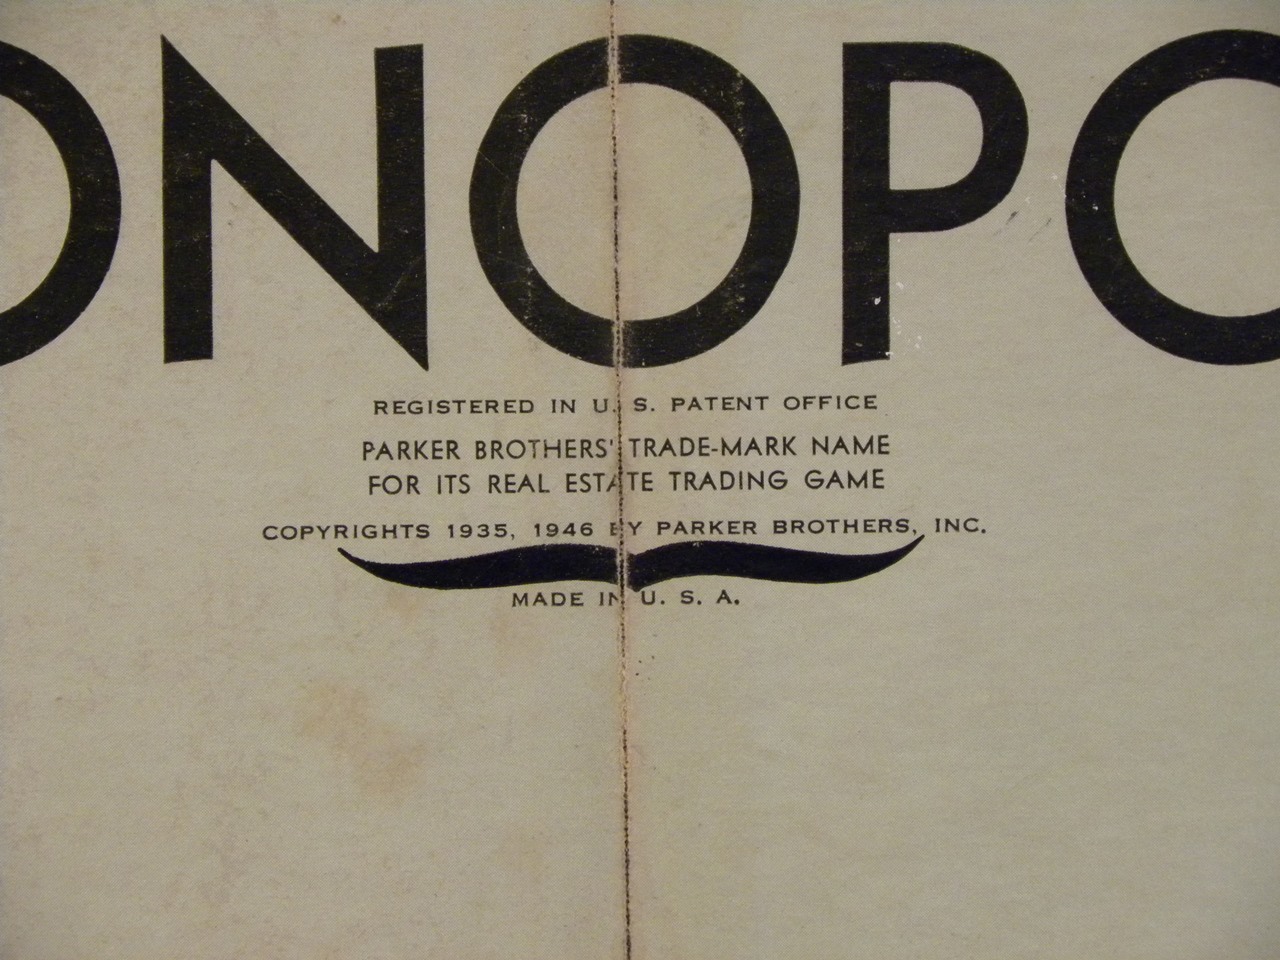 ONOPO
REGISTERED IN U. S. PATENT OFFICE
PARKER BROTHERS' TRADE-MARK NAME
FOR ITS REAL ESTATE TRADING GAME
COPYRIGHTS 1935, 1946 BY PARKER BROTHERS, INC.
MADE IN U. S. A.